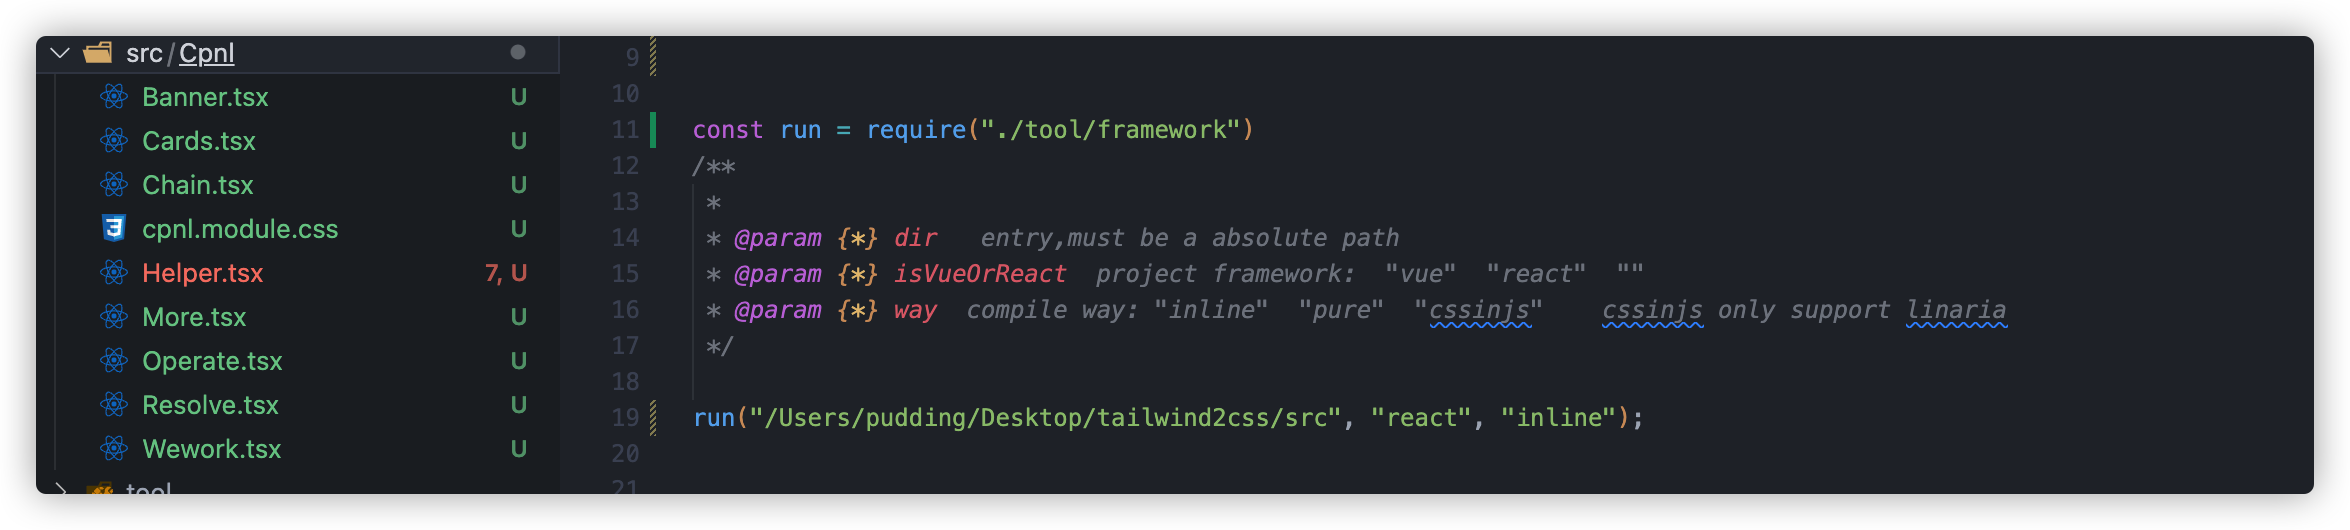 src/Cpnl
Banner.tsx U
Cards.tsx U
Chain.tsx U
cpnl.module.css U
Helper.tsx 7, U
More.tsx U
Operate.tsx U
Resolve.tsx U
Wework.tsx U
tool
9
10
11 const run = require("./tool/framework")
12 /**
13 *
14 * @param {*} dir entry,must be a absolute path
15 * @param {*} isVueOrReact project framework: "vue" "react" ""
16 * @param {*} way compile way: "inline" "pure" "cssinjs" cssinjs only support linaria
17 */
18
19 run("/Users/pudding/Desktop/tailwind2css/src", "react", "inline");
20
21